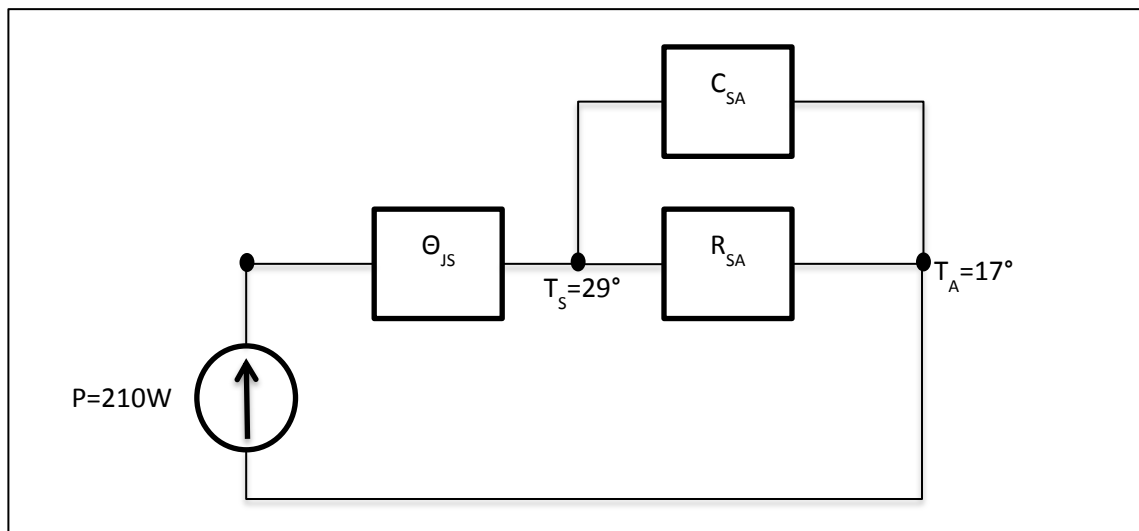 C_SA
Θ_JS
R_SA
T_S=29°
T_A=17°
P=210W